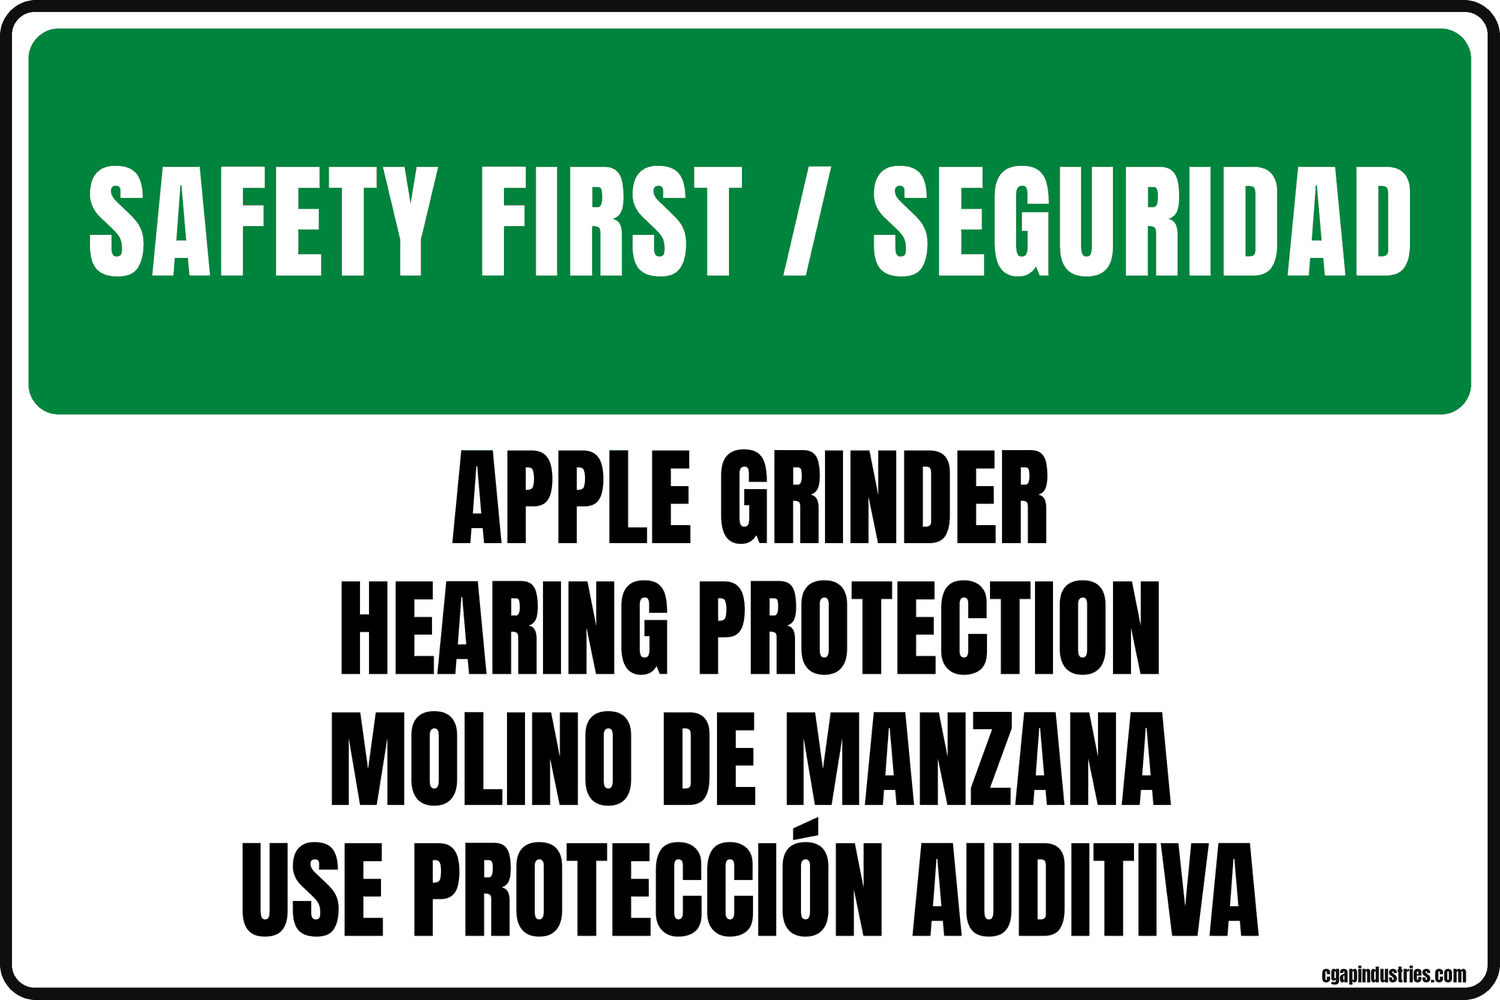 SAFETY FIRST / SEGURIDAD
APPLE GRINDER
HEARING PROTECTION
MOLINO DE MANZANA
USE PROTECCIÓN AUDITIVA
cgapindustries.com